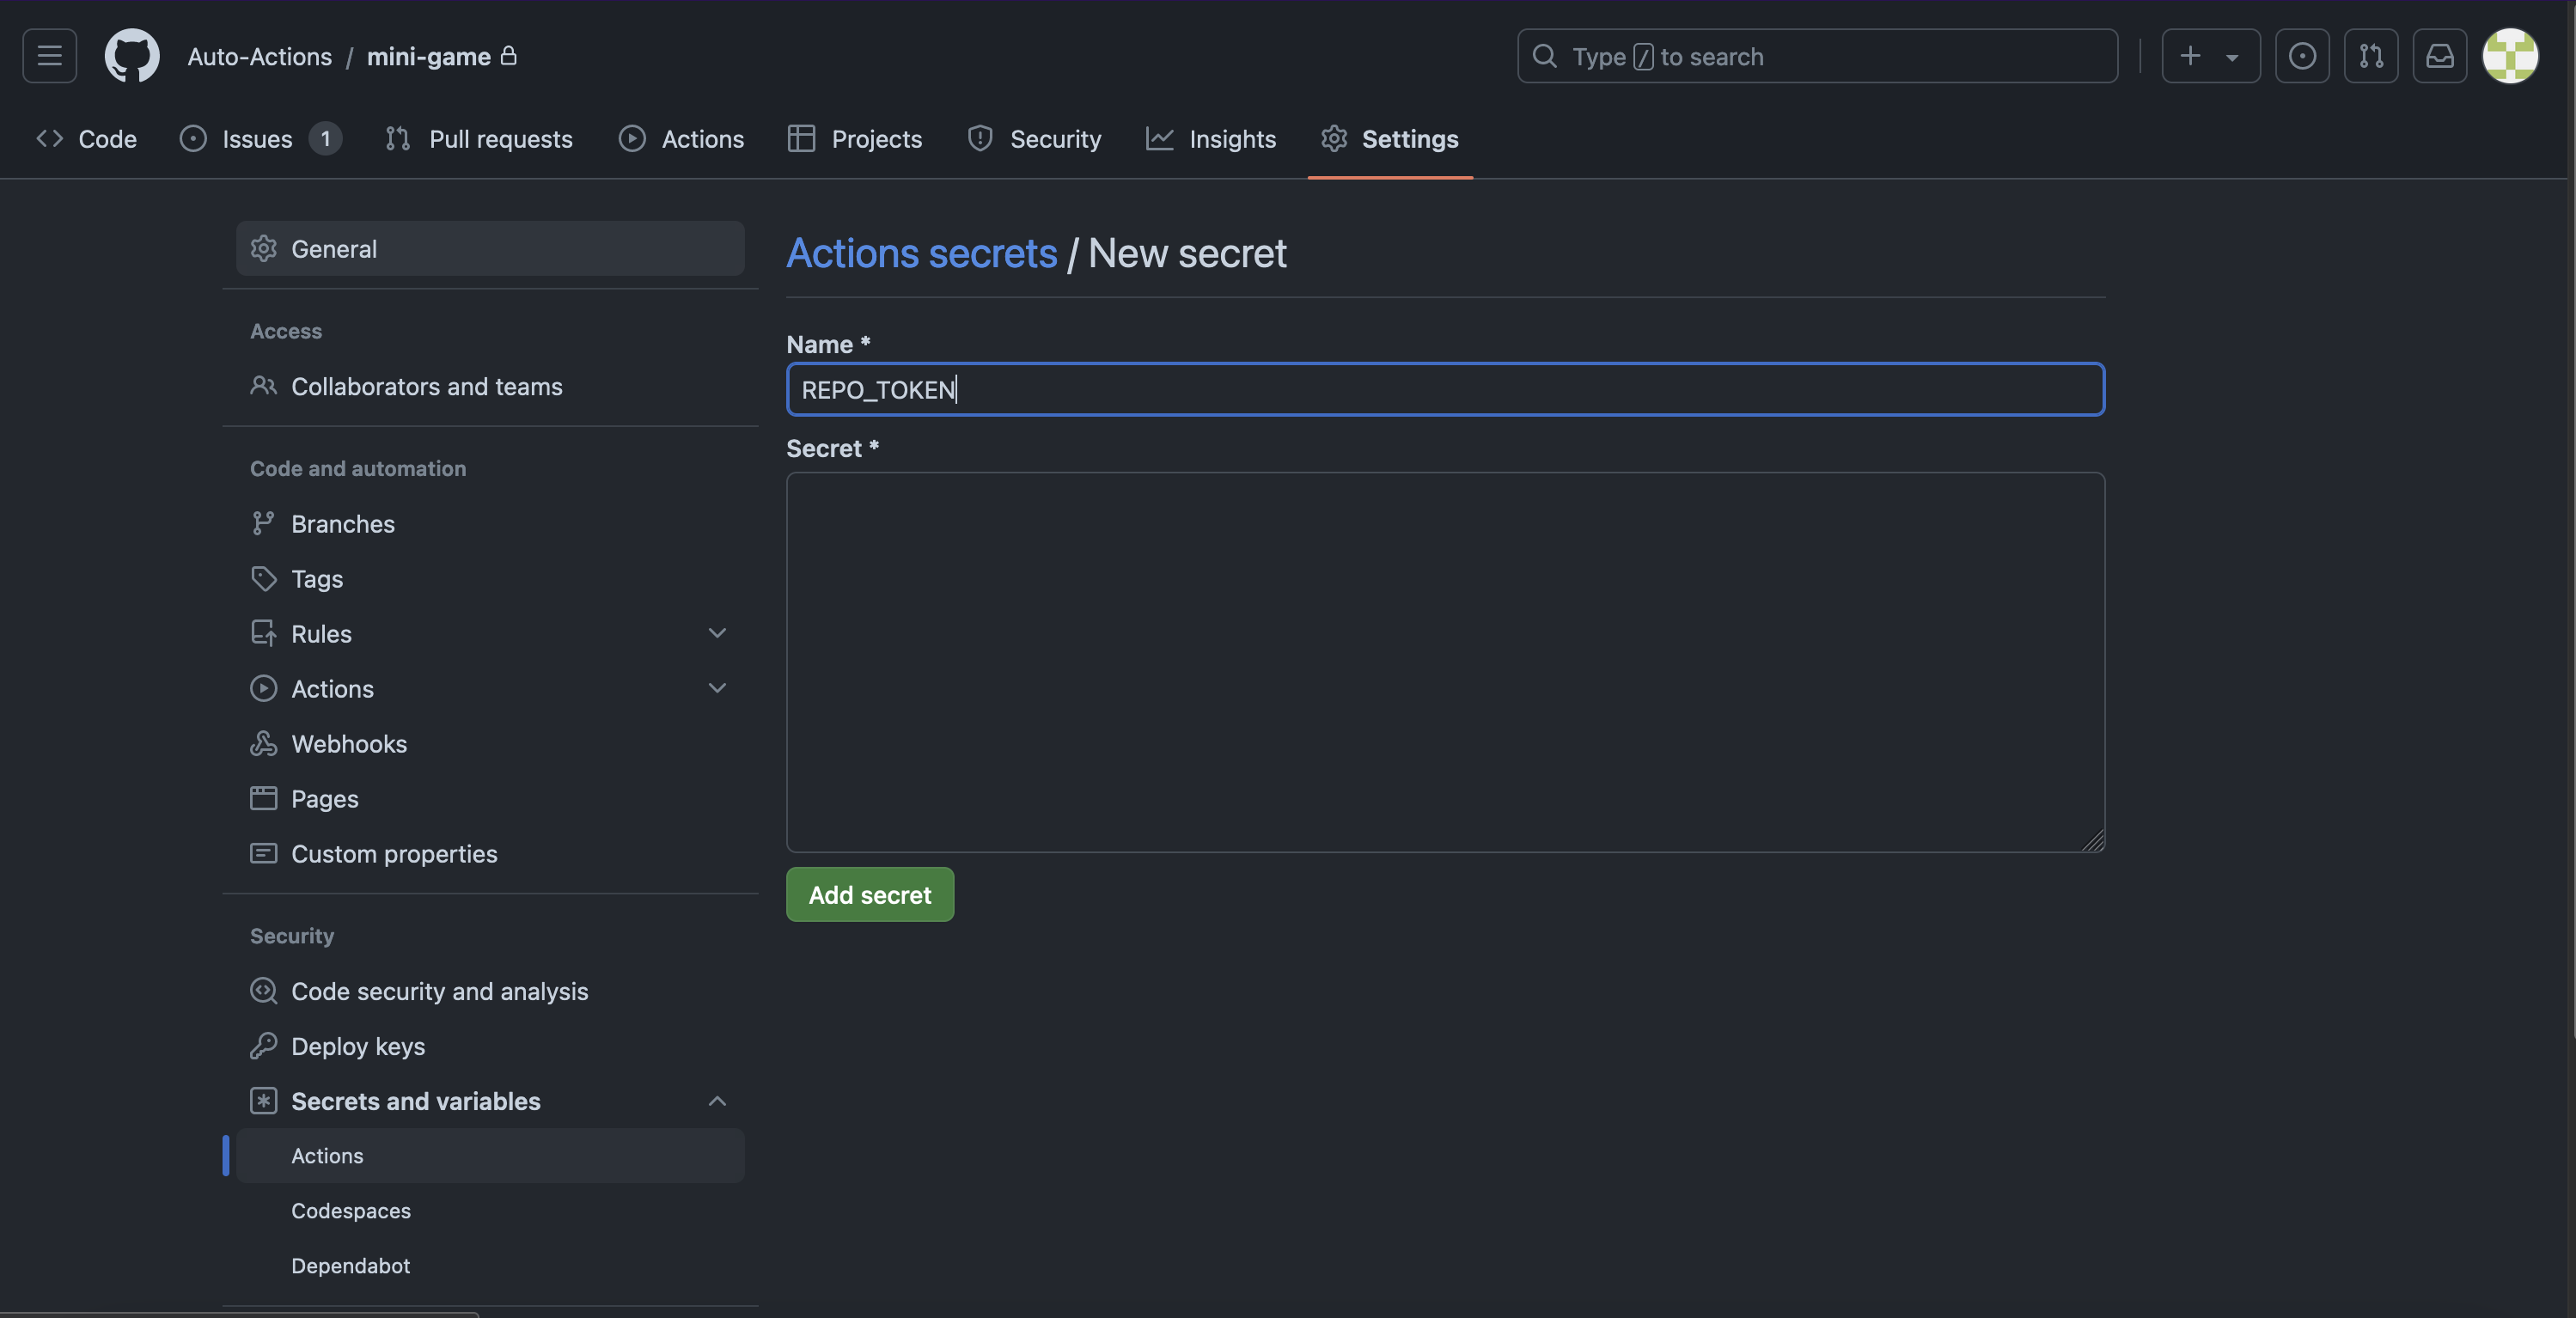 Auto-Actions / mini-game
Type / to search
Code
Issues 1
Pull requests
Actions
Projects
Security
Insights
Settings
General
Access
Collaborators and teams
Code and automation
Branches
Tags
Rules
Actions
Webhooks
Pages
Custom properties
Security
Code security and analysis
Deploy keys
Secrets and variables
Actions
Codespaces
Dependabot
Actions secrets / New secret
Name *
REPO_TOKEN
Secret *
Add secret